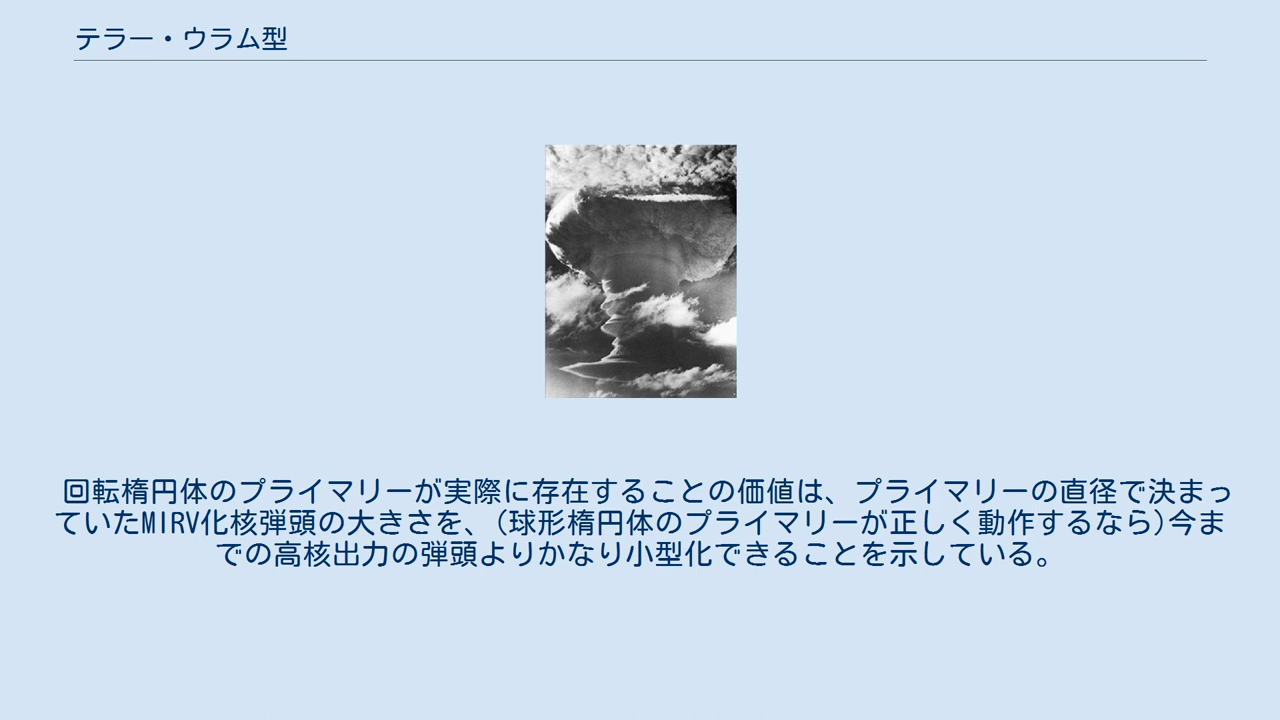 テラー・ウラム型
回転楕円体のプライマリーが実際に存在することの価値は、プライマリーの直径で決まっ
ていたMIRV化核弾頭の大きさを、(球形楕円体のプライマリーが正しく動作するなら)今ま
での高核出力の弾頭よりかなり小型化できることを示している。